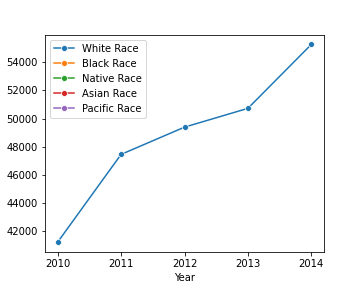 54000
52000
50000
48000
46000
44000
42000
White Race
Black Race
Native Race
Asian Race
Pacific Race
2010 2011 2012 2013 2014
Year